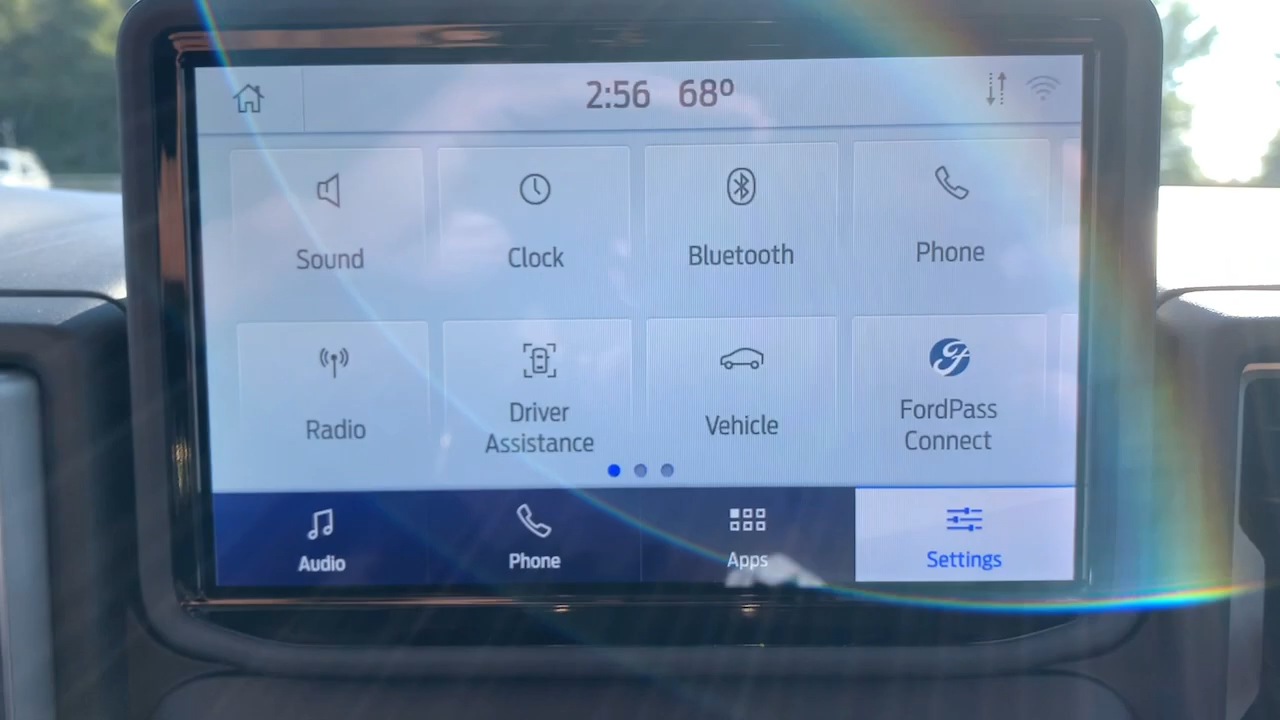 2:56 68°
Sound
Clock
Bluetooth
Phone
Radio
Driver
Assistance
Vehicle
FordPass
Connect
Audio
Phone
Apps
Settings